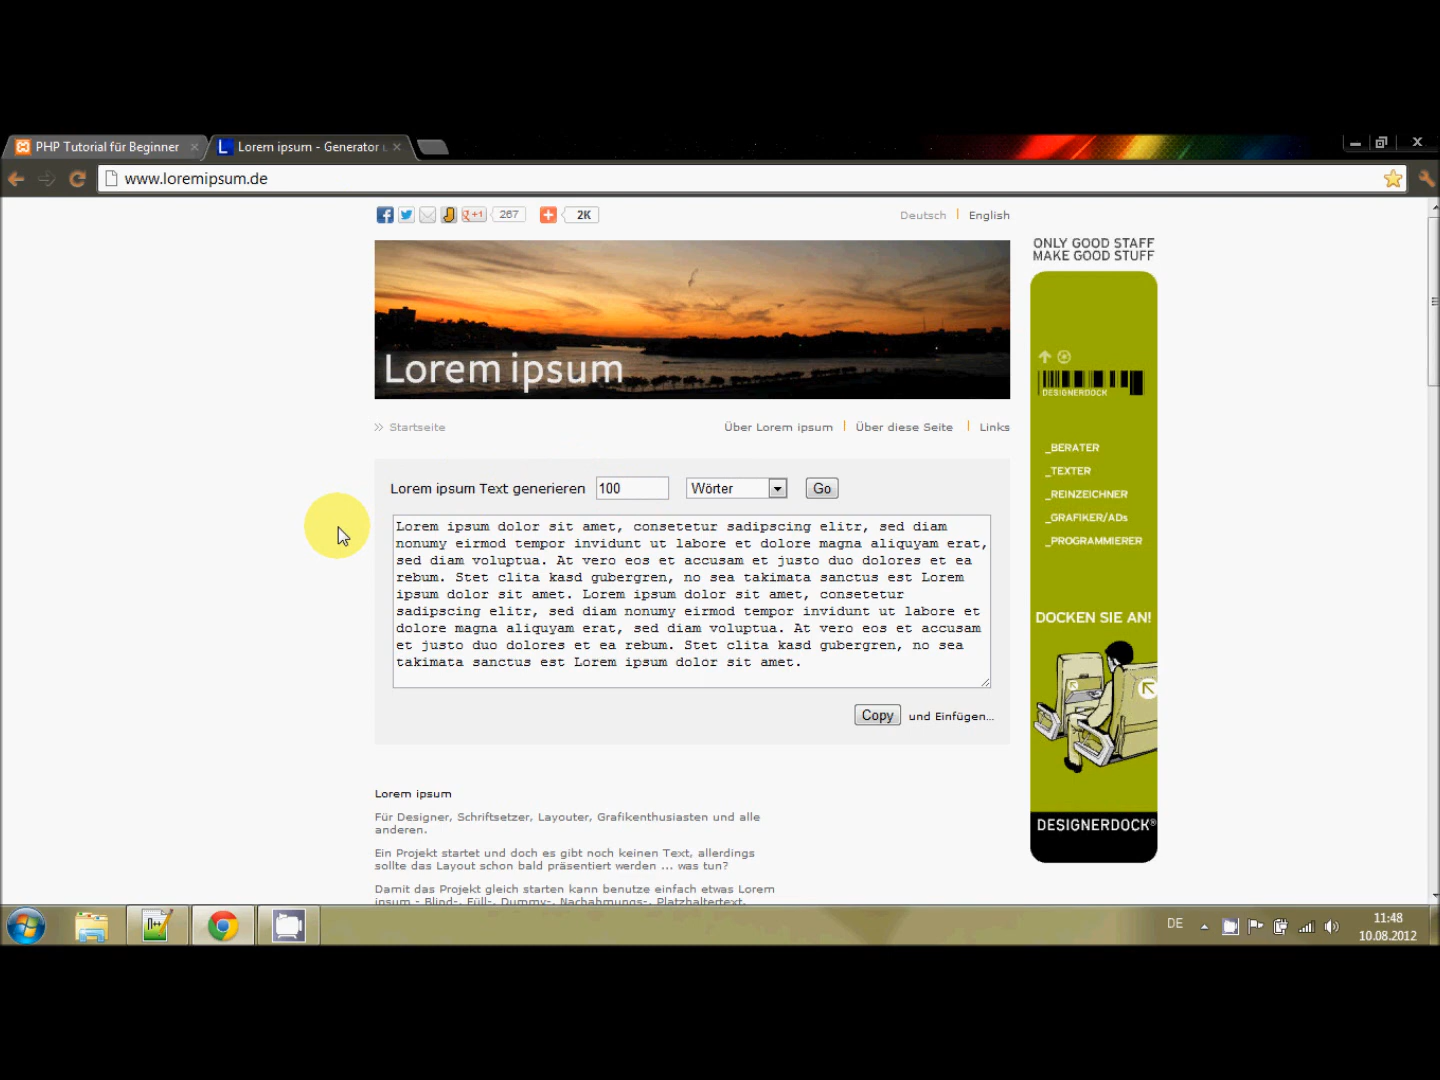 PHP Tutorial für Beginner
Lorem ipsum - Generator u
www.loremipsum.de
+1
267
2K
Deutsch
English
Lorem ipsum
ONLY GOOD STAFF
MAKE GOOD STUFF
DESIGNERDOCK
_BERATER
_TEXTER
_REINZEICHNER
_GRAFIKER/ADs
_PROGRAMMIERER
DOCKEN SIE AN!
DESIGNERDOCK®
Startseite
Über Lorem ipsum
Über diese Seite
Links
Lorem ipsum Text generieren
100
Wörter
Go
Lorem ipsum dolor sit amet, consetetur sadipscing elitr, sed diam
nonumy eirmod tempor invidunt ut labore et dolore magna aliquyam erat,
sed diam voluptua. At vero eos et accusam et justo duo dolores et ea
rebum. Stet clita kasd gubergren, no sea takimata sanctus est Lorem
ipsum dolor sit amet. Lorem ipsum dolor sit amet, consetetur
sadipscing elitr, sed diam nonumy eirmod tempor invidunt ut labore et
dolore magna aliquyam erat, sed diam voluptua. At vero eos et accusam
et justo duo dolores et ea rebum. Stet clita kasd gubergren, no sea
takimata sanctus est Lorem ipsum dolor sit amet.
Copy
und Einfügen...
Lorem ipsum
Für Designer, Schriftsetzer, Layouter, Grafikenthusiasten und alle
anderen.
Ein Projekt startet und doch es gibt noch keinen Text, allerdings
sollte das Layout schon bald präsentiert werden ... was tun?
Damit das Projekt gleich starten kann benutze einfach etwas Lorem
ipsum - Blind-, Füll-, Dummy-, Nachahmungs-, Platzhaltertext.
DE
11:48
10.08.2012